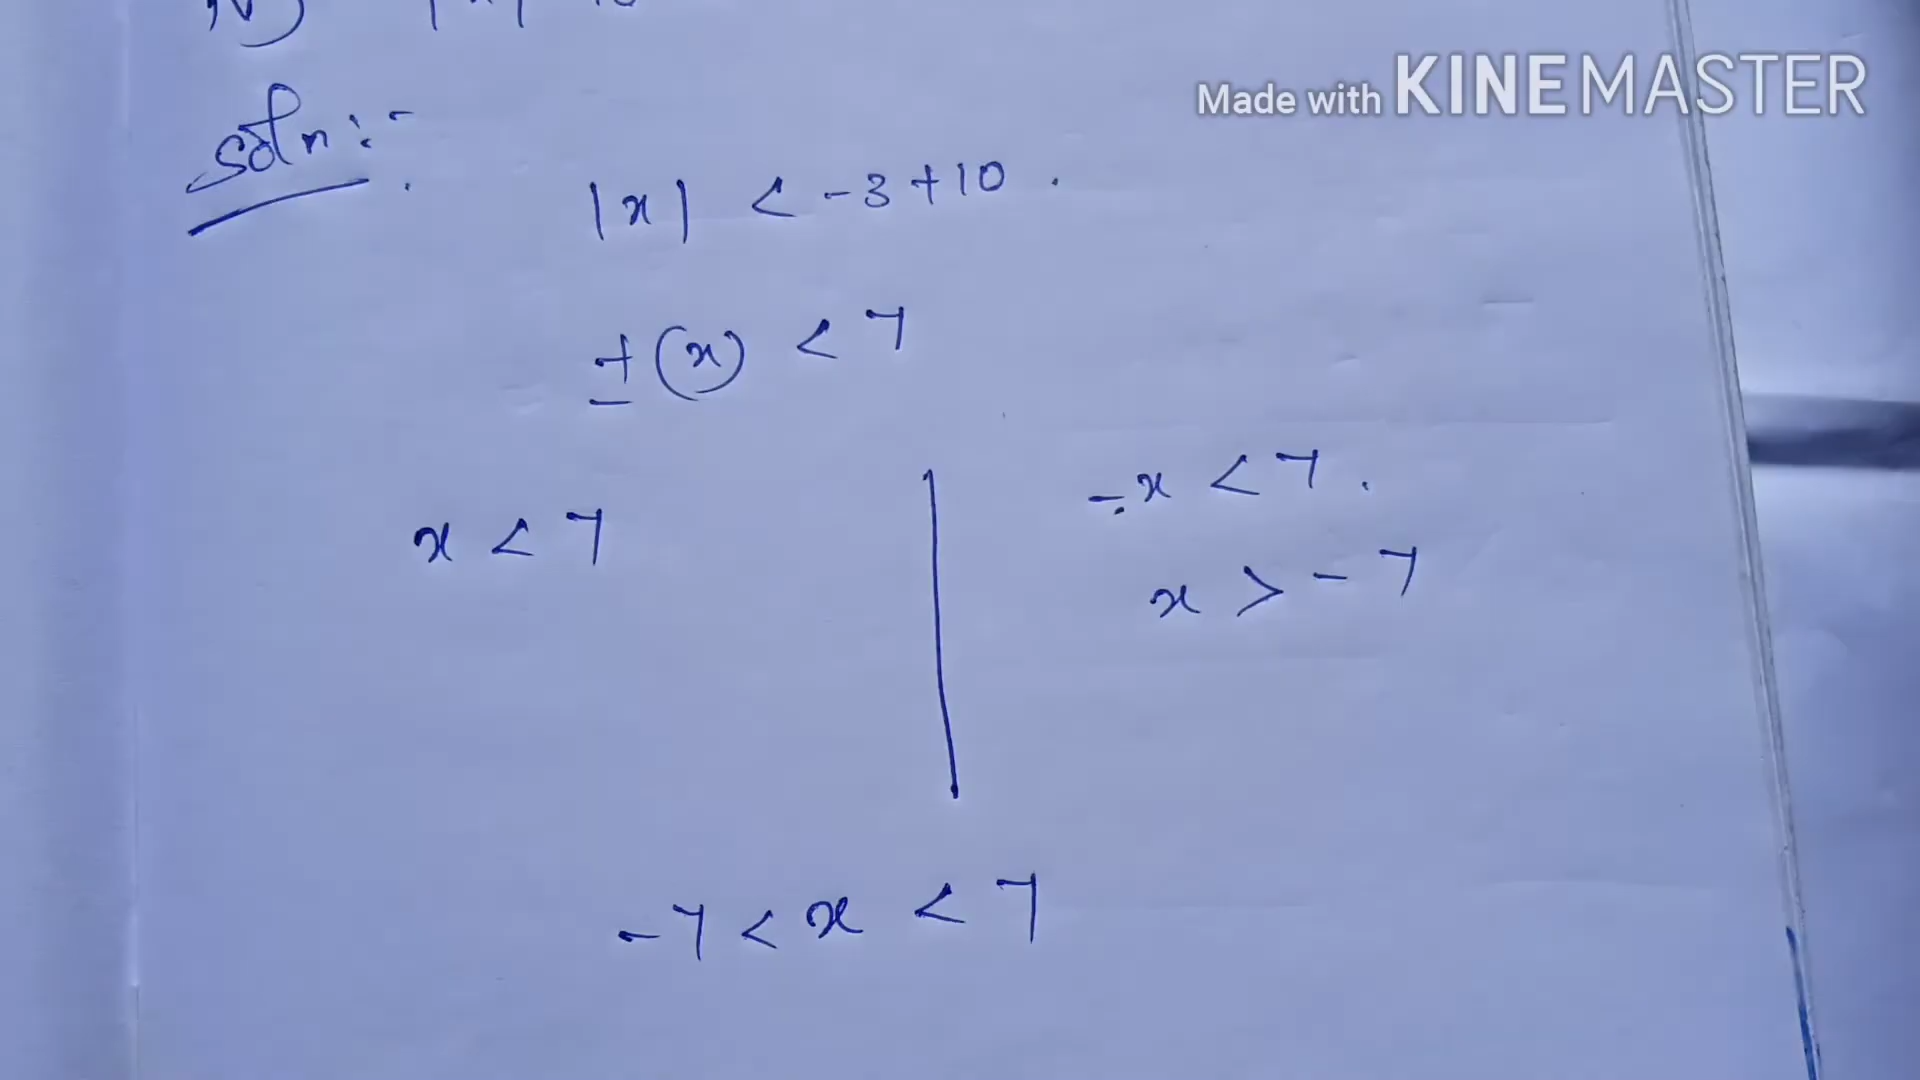 Made with KINEMASTER
Soln :-
|x| < -3 + 10 .
± (x) < 7
x < 7
-x < 7 .
x > -7
-7 < x < 7